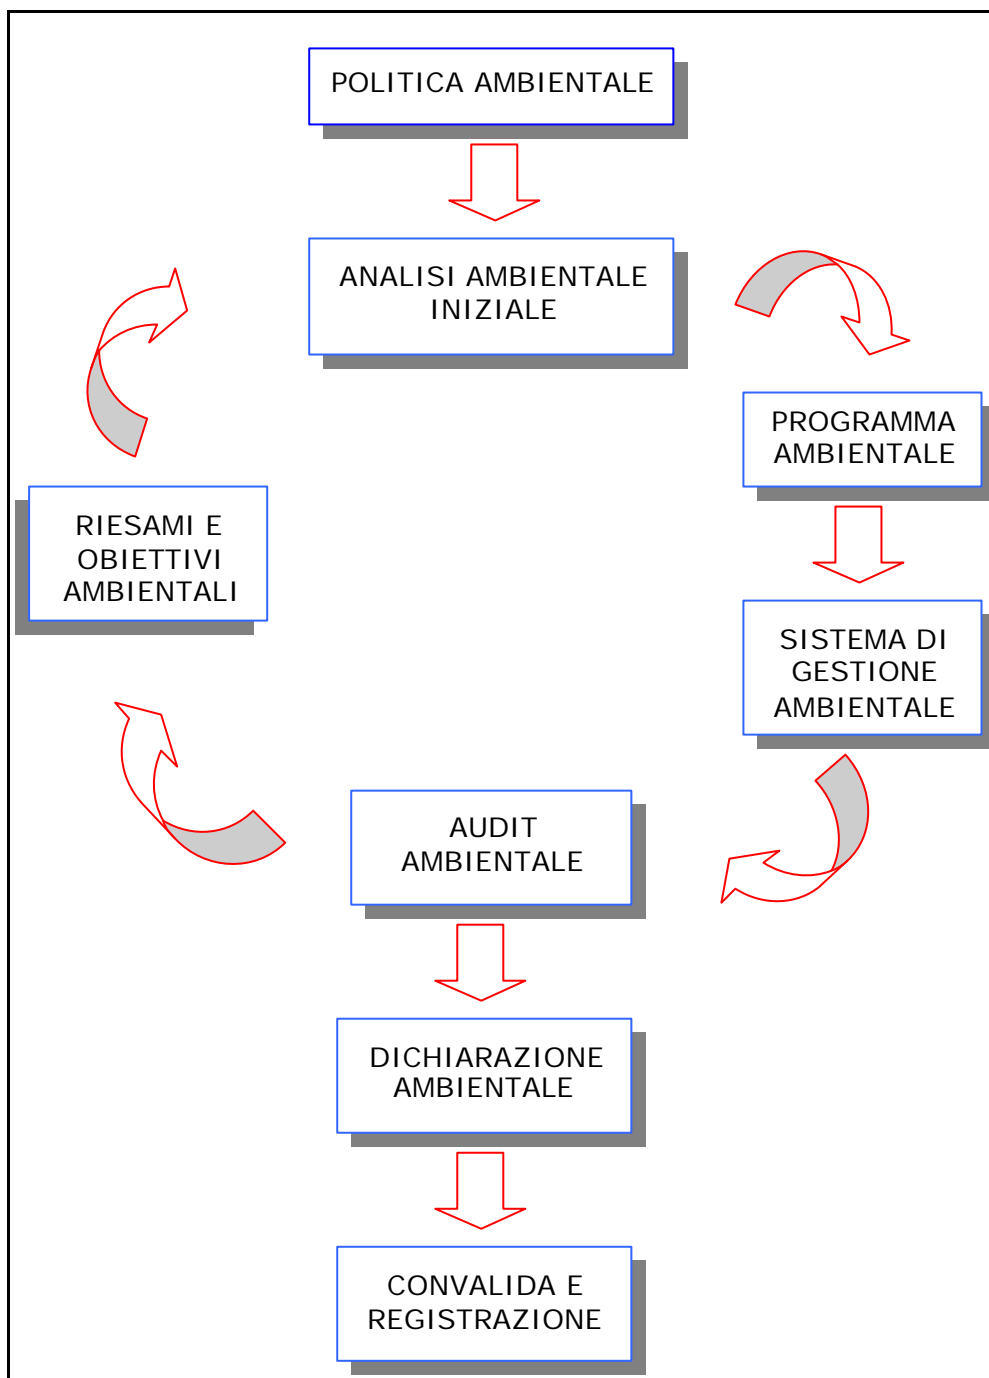 POLITICA AMBIENTALE
ANALISI AMBIENTALE
INIZIALE
PROGRAMMA
AMBIENTALE
RIESAMI E
OBIETTIVI
AMBIENTALI
SISTEMA DI
GESTIONE
AMBIENTALE
AUDIT
AMBIENTALE
DICHIARAZIONE
AMBIENTALE
CONVALIDA E
REGISTRAZIONE